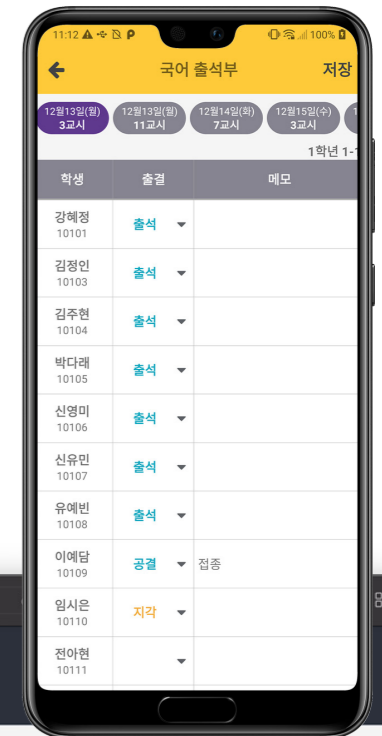 11:12 100%
국어 출석부 저장
12월13일(월) 12월13일(월) 12월14일(화) 12월15일(수) 1
3교시 11교시 7교시 3교시
1학년 1-1
학생 출결 메모
강혜정
10101
출석
김정인
10103
출석
김주현
10104
출석
박다래
10105
출석
신영미
10106
출석
신유민
10107
출석
유예빈
10108
출석
이예담
10109
공결 접종
임시은
10110
지각
전아현
10111